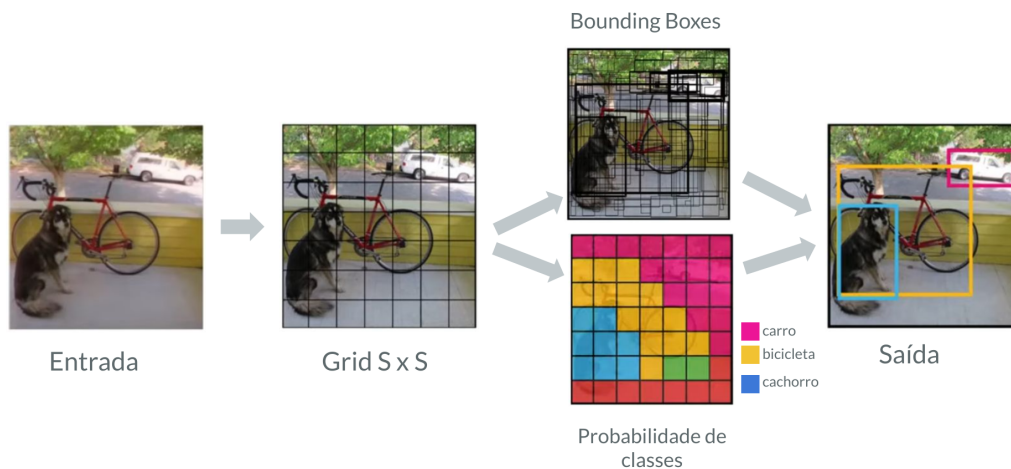 Bounding Boxes
Entrada
Grid S x S
carro
bicicleta
cachorro
Saída
Probabilidade de
classes